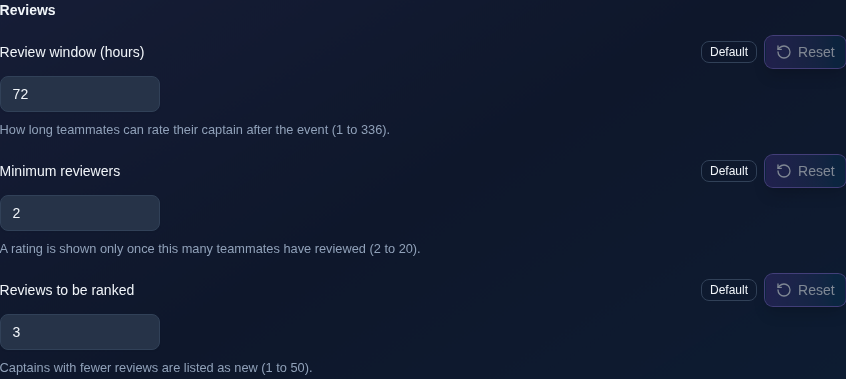 Reviews
Review window (hours) Default Reset
72
How long teammates can rate their captain after the event (1 to 336).
Minimum reviewers Default Reset
2
A rating is shown only once this many teammates have reviewed (2 to 20).
Reviews to be ranked Default Reset
3
Captains with fewer reviews are listed as new (1 to 50).